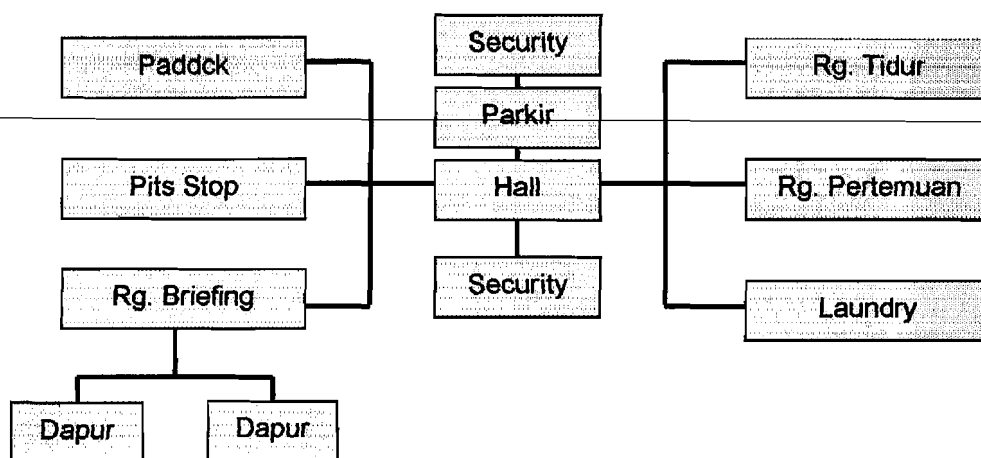 Security
Paddck
Rg. Tidur
Parkir
Pits Stop
Hall
Rg. Pertemuan
Security
Rg. Briefing
Laundry
Dapur
Dapur